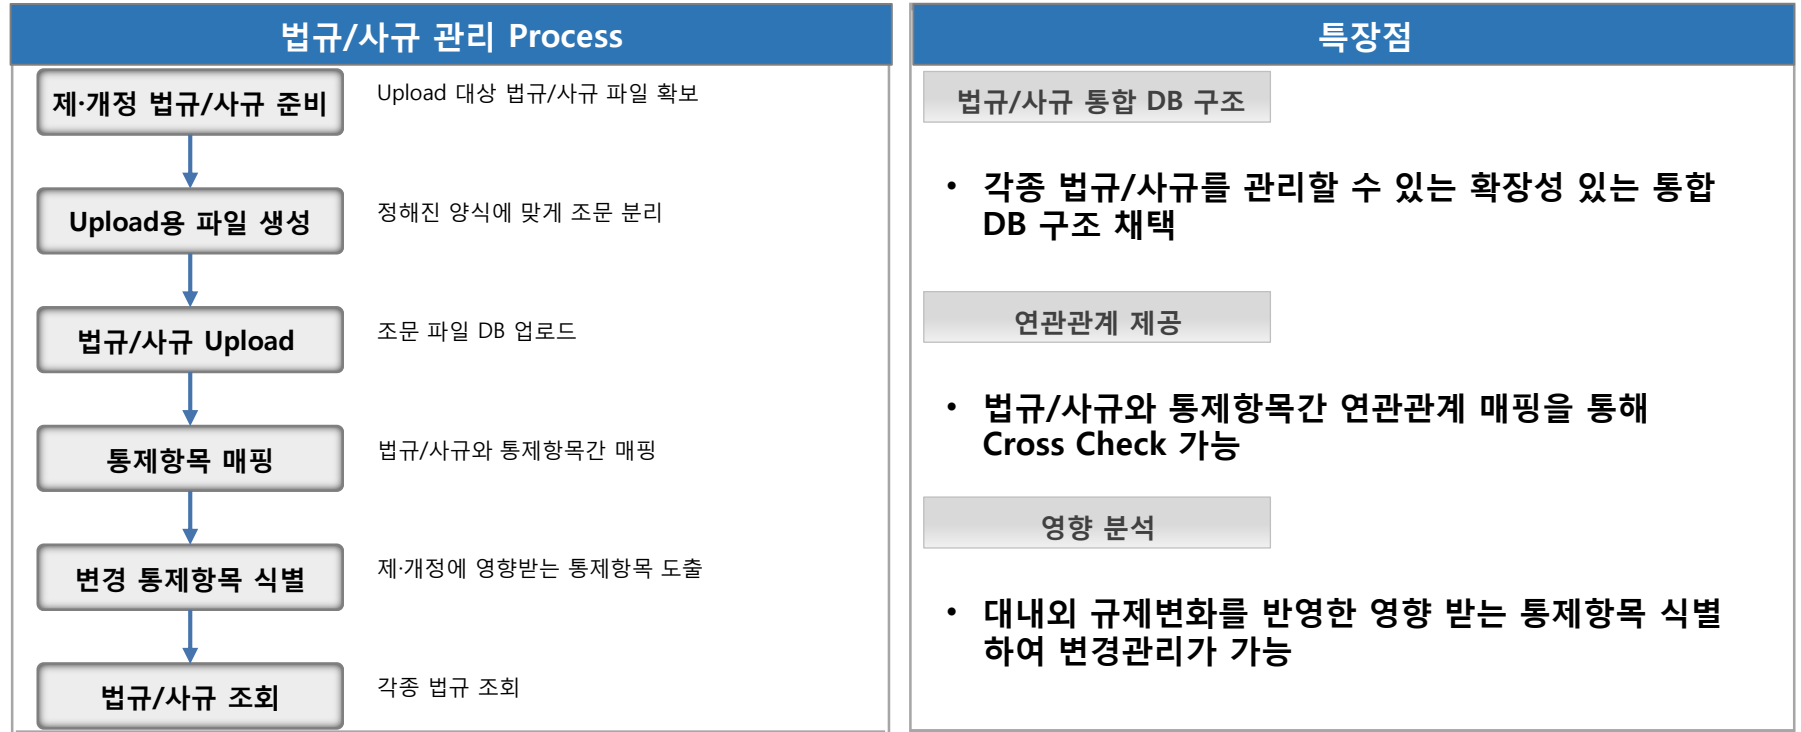 법규/사규 관리 Process
제·개정 법규/사규 준비
Upload 대상 법규/사규 파일 확보
Upload용 파일 생성
정해진 양식에 맞게 조문 분리
법규/사규 Upload
조문 파일 DB 업로드
통제항목 매핑
법규/사규와 통제항목간 매핑
변경 통제항목 식별
제·개정에 영향받는 통제항목 도출
법규/사규 조회
각종 법규 조회
특장점
법규/사규 통합 DB 구조
• 각종 법규/사규를 관리할 수 있는 확장성 있는 통합
DB 구조 채택
연관관계 제공
• 법규/사규와 통제항목간 연관관계 매핑을 통해
Cross Check 가능
영향 분석
• 대내외 규제변화를 반영한 영향 받는 통제항목 식별
하여 변경관리가 가능